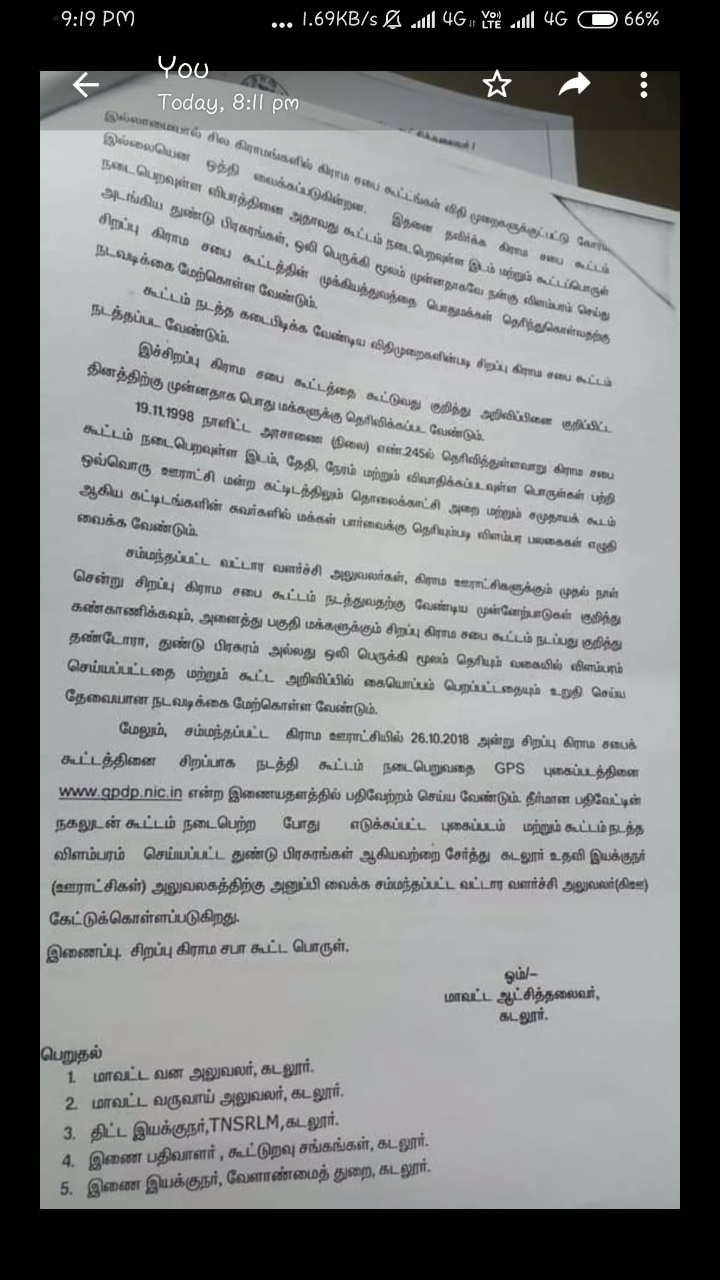 9:19 PM ... 1.69KB/s 4G VoLTE 4G 66%
You
Today, 8:11 pm
இல்லாமையால் சில கிராமங்களில் கிராம சபை கூட்டங்கள் விதி முறைகளுக்குட்பட்டு கோரம்
இல்லையென ஒத்தி வைக்கப்படுகின்றன. இதனை தவிர்க்க கிராம சபை கூட்டம்
நடைபெறவுள்ள விபரத்தினை அதாவது கூட்டம் நடைபெறவுள்ள இடம் மற்றும் கூட்டப்பொருள்
அடங்கிய துண்டு பிரசுரங்கள், ஒலி பெருக்கி மூலம் முன்னதாகவே நன்கு விளம்பரம் செய்து
சிறப்பு கிராம சபை கூட்டத்தின் முக்கியத்துவத்தை பொதுமக்கள் தெரிந்துகொள்வதற்கு
நடவடிக்கை மேற்கொள்ள வேண்டும்.
கூட்டம் நடத்த கடைபிடிக்க வேண்டிய விதிமுறைகளின்படி சிறப்பு கிராம சபை கூட்டம்
நடத்தப்பட வேண்டும்.
இச்சிறப்பு கிராம சபை கூட்டத்தை கூட்டுவது குறித்து அறிவிப்பினை குறிப்பிட்ட
தினத்திற்கு முன்னதாக பொது மக்களுக்கு தெரிவிக்கப்பட வேண்டும்.
19.11.1998 நாளிட்ட அரசாணை (நிலை) எண்.245ல் தெரிவித்துள்ளவாறு கிராம சபை
கூட்டம் நடைபெறவுள்ள இடம், தேதி, நேரம் மற்றும் விவாதிக்கப்படவுள்ள பொருள்கள் பற்றி
ஒவ்வொரு ஊராட்சி மன்ற கட்டிடத்திலும் தொலைக்காட்சி அறை மற்றும் சமுதாயக் கூடம்
ஆகிய கட்டிடங்களின் சுவர்களில் மக்கள் பார்வைக்கு தெரியும்படி விளம்பர பலகைகள் எழுதி
வைக்க வேண்டும்.
சம்மந்தப்பட்ட வட்டார வளர்ச்சி அலுவலர்கள், கிராம ஊராட்சிகளுக்கும் முதல் நாள்
சென்று சிறப்பு கிராம சபை கூட்டம் நடத்துவதற்கு வேண்டிய முன்னேற்பாடுகள் குறித்து
கண்காணிக்கவும், அனைத்து பகுதி மக்களுக்கும் சிறப்பு கிராம சபை கூட்டம் நடப்பது குறித்து
தண்டோரா, துண்டு பிரசுரம் அல்லது ஒலி பெருக்கி மூலம் தெரியும் வகையில் விளம்பரம்
செய்யப்பட்டதை மற்றும் கூட்ட அறிவிப்பில் கையொப்பம் பெறப்பட்டதையும் உறுதி செய்ய
தேவையான நடவடிக்கை மேற்கொள்ள வேண்டும்.
மேலும், சம்மந்தப்பட்ட கிராம ஊராட்சியில் 26.10.2018 அன்று சிறப்பு கிராம சபைக்
கூட்டத்தினை சிறப்பாக நடத்தி கூட்டம் நடைபெறுவதை GPS புகைப்படத்தினை
www.gpdp.nic.in என்ற இணையதளத்தில் பதிவேற்றம் செய்ய வேண்டும். தீர்மான பதிவேட்டின்
நகலுடன் கூட்டம் நடைபெற்ற போது எடுக்கப்பட்ட புகைப்படம் மற்றும் கூட்டம் நடத்த
விளம்பரம் செய்யப்பட்ட துண்டு பிரசுரங்கள் ஆகியவற்றை சேர்த்து கடலூர் உதவி இயக்குநர்
(ஊராட்சிகள்) அலுவலகத்திற்கு அனுப்பி வைக்க சம்மந்தப்பட்ட வட்டார வளர்ச்சி அலுவலர்(கிஊ)
கேட்டுக்கொள்ளப்படுகிறது.
இணைப்பு. சிறப்பு கிராம சபா கூட்ட பொருள்.
ஓம்/–
மாவட்ட ஆட்சித்தலைவர்,
கடலூர்.
பெறுதல்
1. மாவட்ட வன அலுவலர், கடலூர்.
2. மாவட்ட வருவாய் அலுவலர், கடலூர்.
3. திட்ட இயக்குநர்,TNSRLM,கடலூர்.
4. இணை பதிவாளர் , கூட்டுறவு சங்கங்கள், கடலூர்.
5. இணை இயக்குநர், வேளாண்மைத் துறை, கடலூர்.